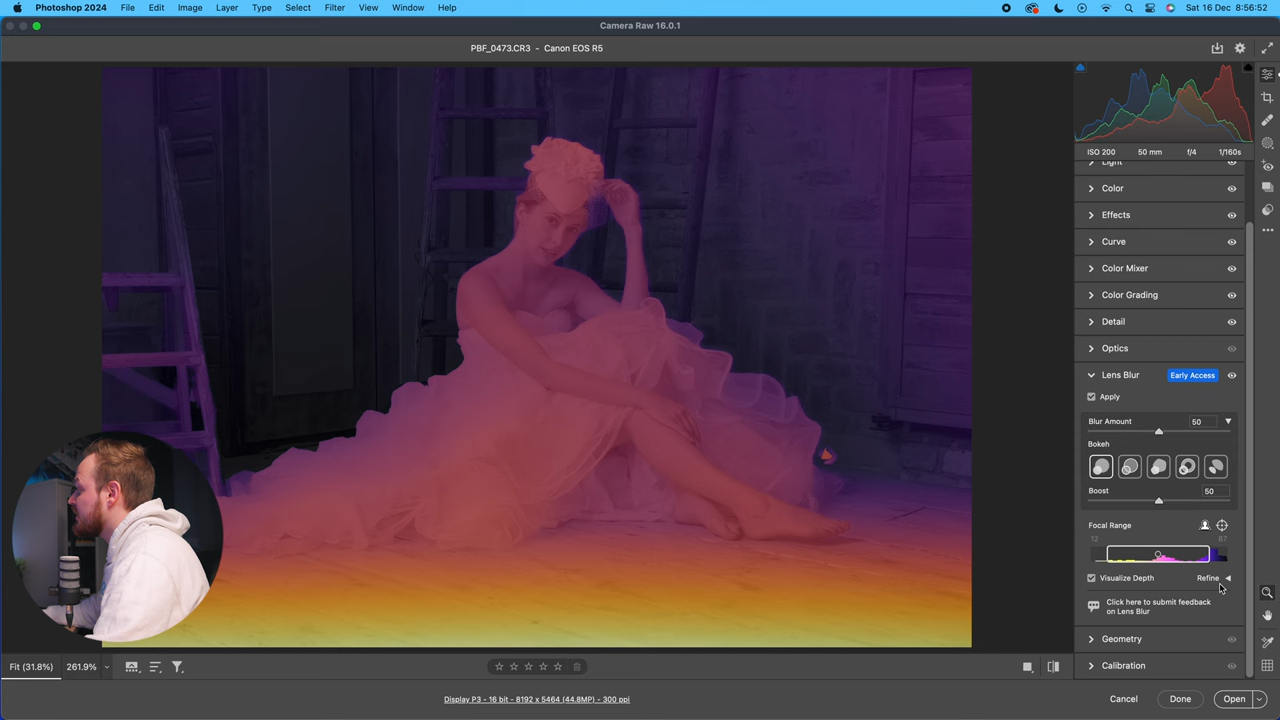 Photoshop 2024 File Edit Image Layer Type Select Filter View Window Help Sat 16 Dec 8:56:52
Camera Raw 16.0.1
PBF_0473.CR3 - Canon EOS R5
ISO 200 50 mm f/4 1/160s
Light
Color
Effects
Curve
Color Mixer
Color Grading
Detail
Optics
Lens Blur Early Access
Apply
Blur Amount 50
Bokeh
Boost 50
Focal Range
12 87
Visualize Depth Refine
Click here to submit feedback
on Lens Blur
Geometry
Calibration
Fit (31.8%) 261.9%
Display P3 - 16 bit - 8192 x 5464 (44.8MP) - 300 ppi
Cancel Done Open